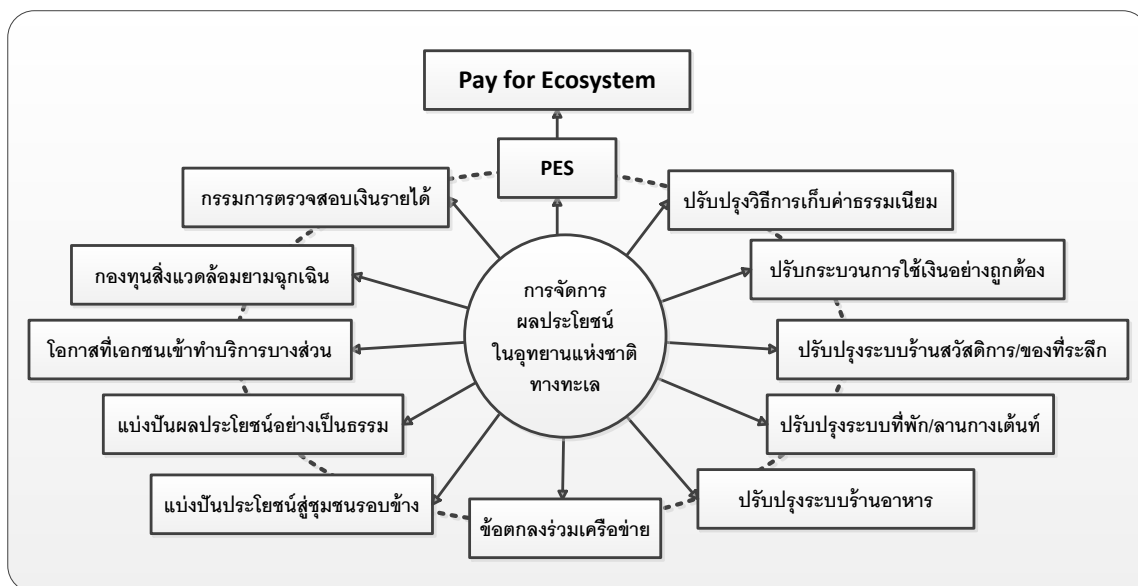 Pay for Ecosystem
PES
กรรมการตรวจสอบเงินรายได้
ปรับปรุงวิธีการเก็บค่าธรรมเนียม
กองทุนสิ่งแวดล้อมยามฉุกเฉิน
ปรับกระบวนการใช้เงินอย่างถูกต้อง
การจัดการ
ผลประโยชน์
ในอุทยานแห่งชาติ
ทางทะเล
โอกาสที่เอกชนเข้าทำบริการบางส่วน
ปรับปรุงระบบร้านสวัสดิการ/ของที่ระลึก
แบ่งปันผลประโยชน์อย่างเป็นธรรม
ปรับปรุงระบบที่พัก/ลานกางเต้นท์
แบ่งปันประโยชน์สู่ชุมชนรอบข้าง
ปรับปรุงระบบร้านอาหาร
ข้อตกลงร่วมเครือข่าย